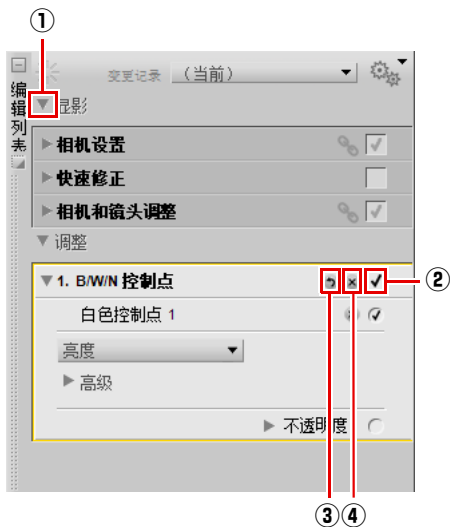 ①
变更记录 (当前)
编辑列表
显影
相机设置
快速修正
相机和镜头调整
调整
1. B/W/N 控制点
②
白色控制点 1
亮度
高级
不透明度
③④